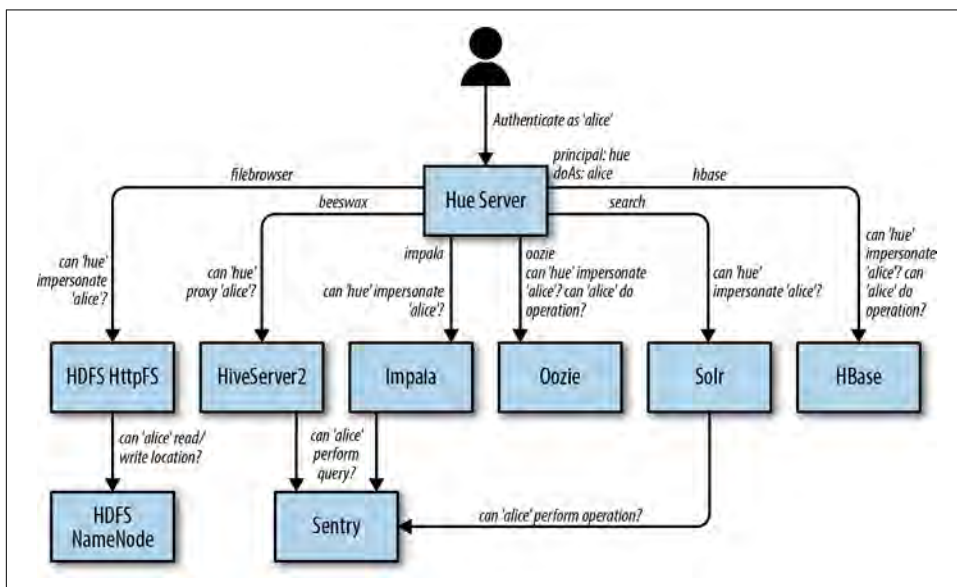 Authenticate as 'alice'
principal: hue
doAs: alice
Hue Server
filebrowser
hbase
beeswax
search
impala
oozie
can 'hue'
impersonate
'alice'?
can 'hue'
proxy 'alice'?
can 'hue' impersonate
'alice'?
can 'hue' impersonate
'alice'? can 'alice' do
operation?
can 'hue'
impersonate 'alice'?
can 'hue'
impersonate
'alice'? can
'alice' do
operation?
HDFS HttpFS
HiveServer2
Impala
Oozie
Solr
HBase
can 'alice' read/
write location?
can 'alice'
perform
query?
can 'alice' perform operation?
HDFS
NameNode
Sentry